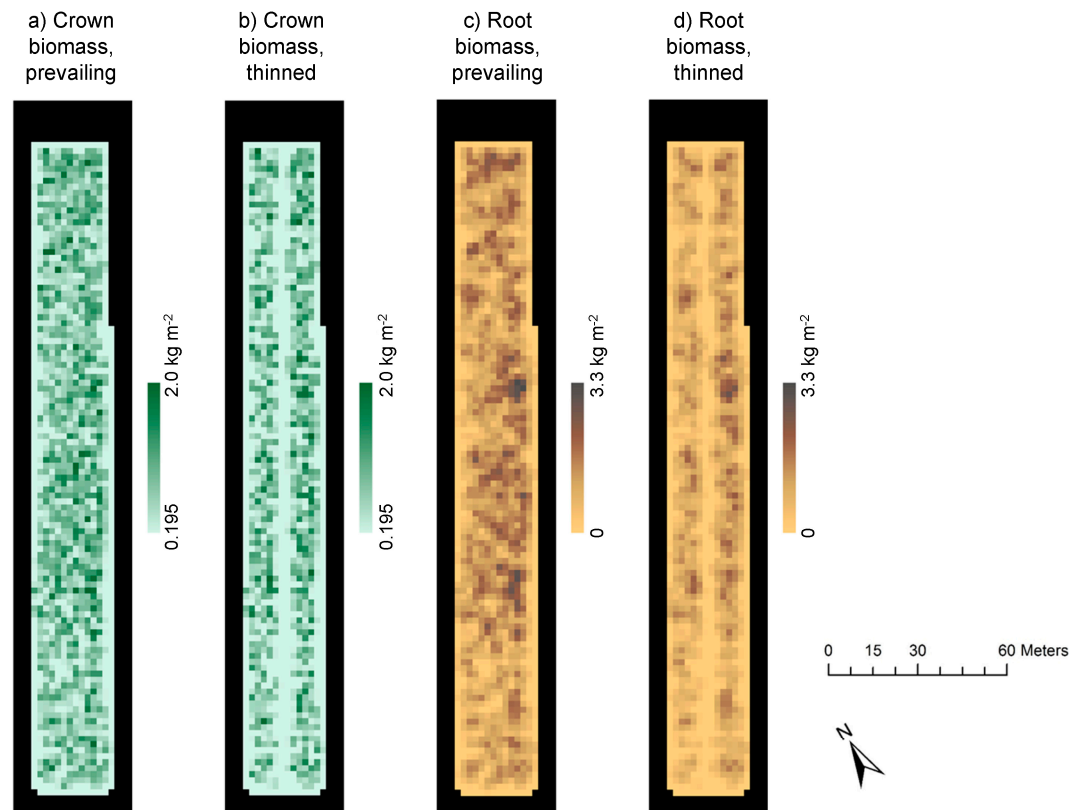 a) Crown
biomass,
prevailing
b) Crown
biomass,
thinned
c) Root
biomass,
prevailing
d) Root
biomass,
thinned
2.0 kg m-2
0.195
2.0 kg m-2
0.195
3.3 kg m-2
0
3.3 kg m-2
0
0 15 30 60 Meters
N